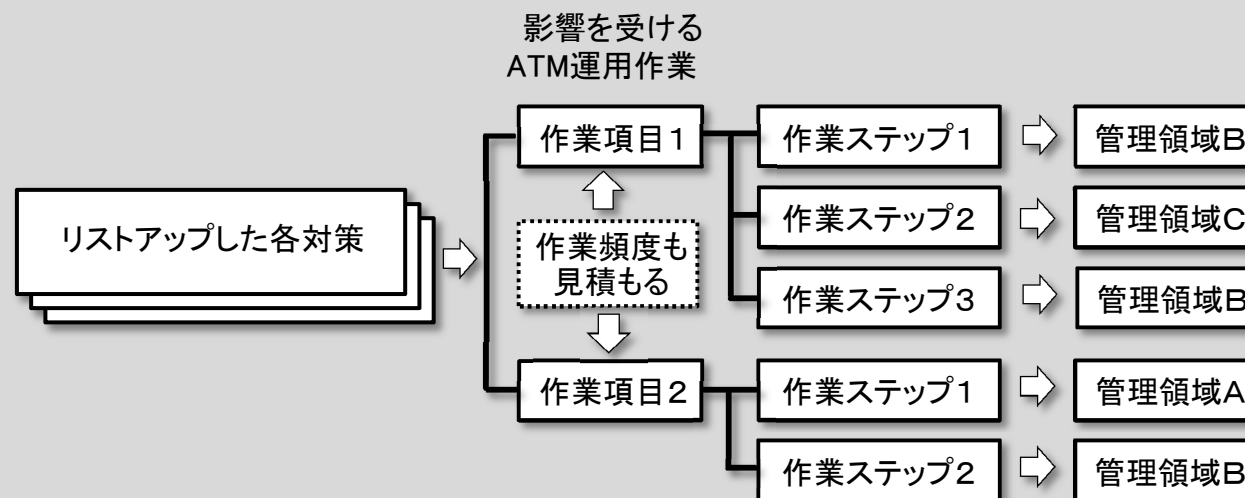 影響を受ける
ATM運用作業
作業項目1
作業ステップ1
管理領域B
リストアップした各対策
作業頻度も
見積もる
作業ステップ2
管理領域C
作業ステップ3
管理領域B
作業項目2
作業ステップ1
管理領域A
作業ステップ2
管理領域B